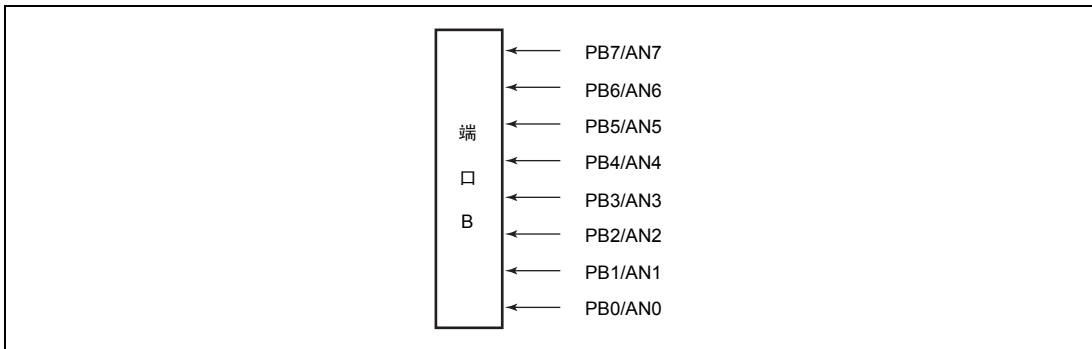 端
口
B
PB7/AN7
PB6/AN6
PB5/AN5
PB4/AN4
PB3/AN3
PB2/AN2
PB1/AN1
PB0/AN0